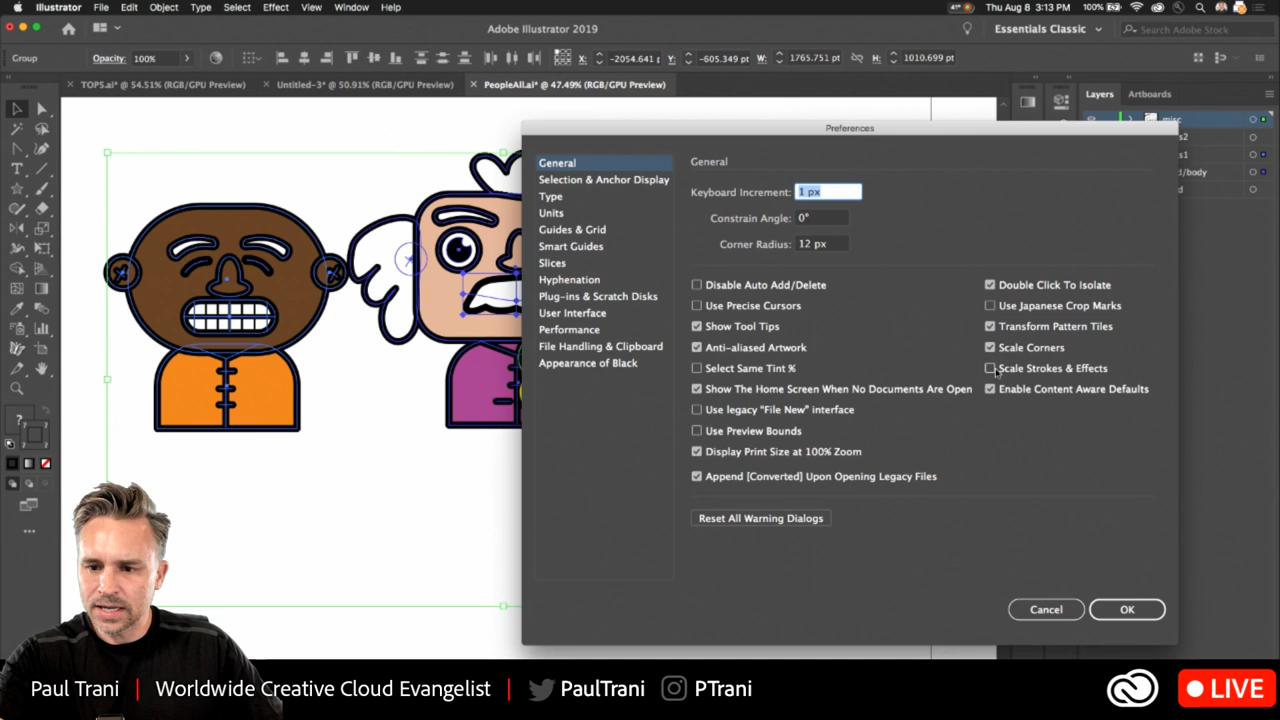 Illustrator File Edit Object Type Select Effect View Window Help
Thu Aug 8 3:13 PM 100%
Adobe Illustrator 2019
Essentials Classic
Search Adobe Stock
Group Opacity: 100% X: -2054.641 Y: -605.349 pt W: 1765.751 pt H: 1010.699 pt
TOPS.ai* @ 54.51% (RGB/GPU Preview) Untitled-3* @ 50.91% (RGB/GPU Preview) PeopleAll.ai* @ 47.49% (RGB/GPU Preview)
Layers Artboards
Preferences
General
Selection & Anchor Display
Type
Units
Guides & Grid
Smart Guides
Slices
Hyphenation
Plug-ins & Scratch Disks
User Interface
Performance
File Handling & Clipboard
Appearance of Black
General
Keyboard Increment: 1 px
Constrain Angle: 0°
Corner Radius: 12 px
Disable Auto Add/Delete
Use Precise Cursors
Show Tool Tips
Anti-aliased Artwork
Select Same Tint %
Show The Home Screen When No Documents Are Open
Use legacy "File New" interface
Use Preview Bounds
Display Print Size at 100% Zoom
Append [Converted] Upon Opening Legacy Files
Double Click To Isolate
Use Japanese Crop Marks
Transform Pattern Tiles
Scale Corners
Scale Strokes & Effects
Enable Content Aware Defaults
Reset All Warning Dialogs
Cancel OK
Paul Trani | Worldwide Creative Cloud Evangelist | PaulTrani PTrani
LIVE